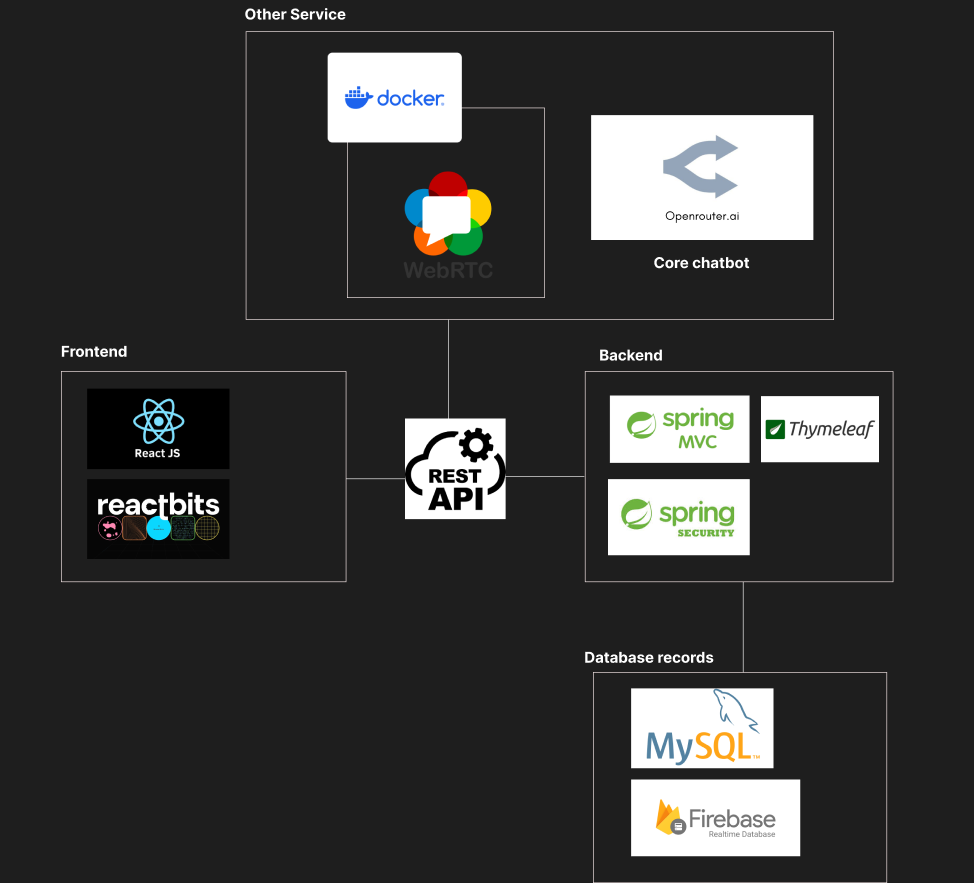 Other Service
docker
WebRTC
Openrouter.ai
Core chatbot
Frontend
React JS
reactbits
REST
API
Backend
spring
MVC
Thymeleaf
spring
SECURITY
Database records
MySQL™
Firebase
Realtime Database